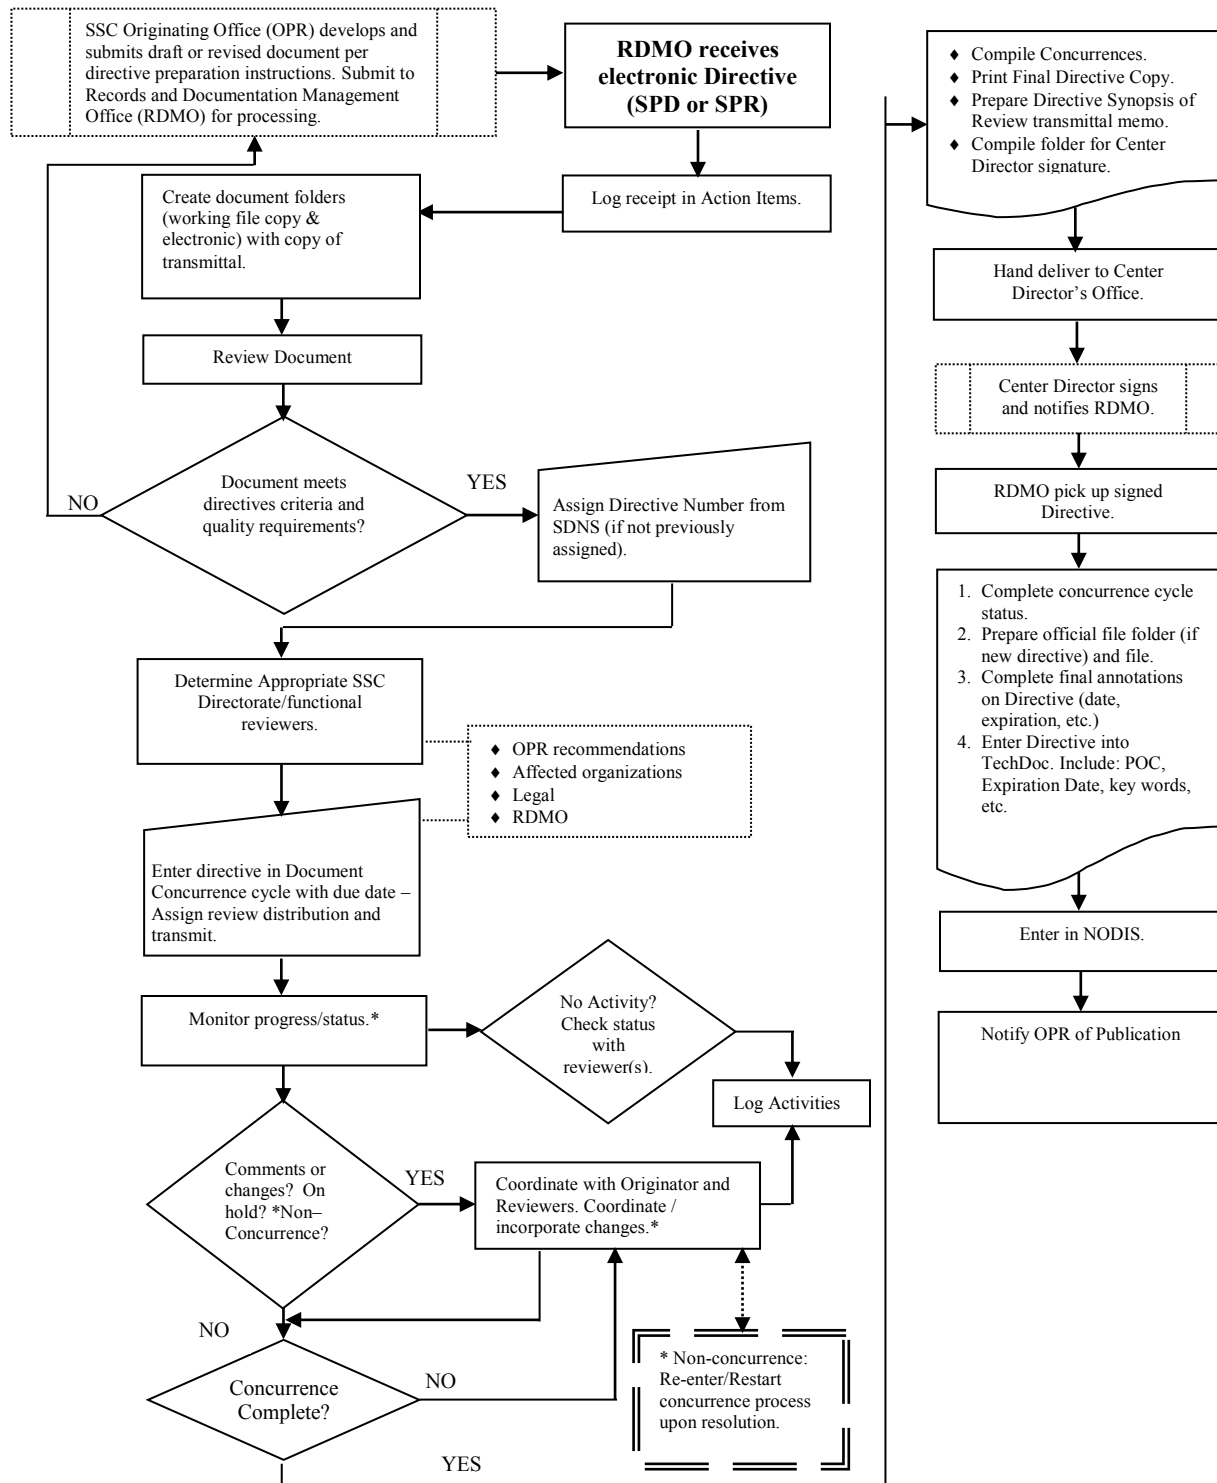 SSC Originating Office (OPR) develops and
submits draft or revised document per
directive preparation instructions. Submit to
Records and Documentation Management
Office (RDMO) for processing.
RDMO receives
electronic Directive
(SPD or SPR)
Log receipt in Action Items.
Create document folders
(working file copy &
electronic) with copy of
transmittal.
Review Document
Document meets
directives criteria and
quality requirements?
NO
YES
Assign Directive Number from
SDNS (if not previously
assigned).
Determine Appropriate SSC
Directorate/functional
reviewers.
♦ OPR recommendations
♦ Affected organizations
♦ Legal
♦ RDMO
Enter directive in Document
Concurrence cycle with due date –
Assign review distribution and
transmit.
Monitor progress/status.*
No Activity?
Check status
with
reviewer(s).
Log Activities
Comments or
changes? On
hold? *Non–
Concurrence?
YES
Coordinate with Originator and
Reviewers. Coordinate /
incorporate changes.*
NO
Concurrence
Complete?
NO
* Non-concurrence:
Re-enter/Restart
concurrence process
upon resolution.
YES
♦ Compile Concurrences.
♦ Print Final Directive Copy.
♦ Prepare Directive Synopsis of
Review transmittal memo.
♦ Compile folder for Center
Director signature.
Hand deliver to Center
Director’s Office.
Center Director signs
and notifies RDMO.
RDMO pick up signed
Directive.
1. Complete concurrence cycle
status.
2. Prepare official file folder (if
new directive) and file.
3. Complete final annotations
on Directive (date,
expiration, etc.)
4. Enter Directive into
TechDoc. Include: POC,
Expiration Date, key words,
etc.
Enter in NODIS.
Notify OPR of Publication